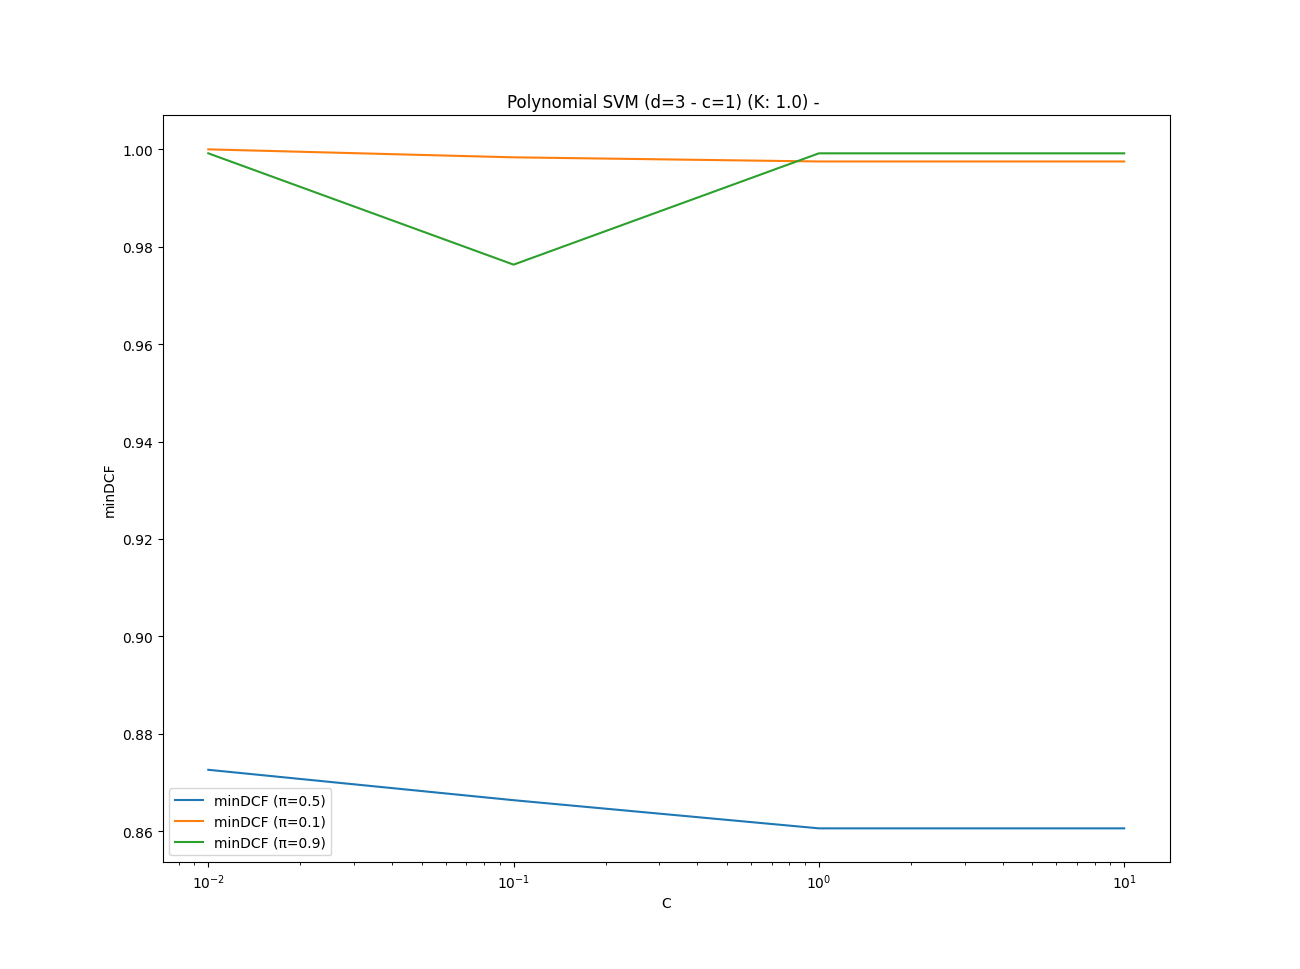 Polynomial SVM (d=3 - c=1) (K: 1.0) -
1.00
0.98
0.96
0.94
0.92
0.90
0.88
0.86
minDCF
minDCF (π=0.5)
minDCF (π=0.1)
minDCF (π=0.9)
10⁻² 10⁻¹ 10⁰ 10¹
C